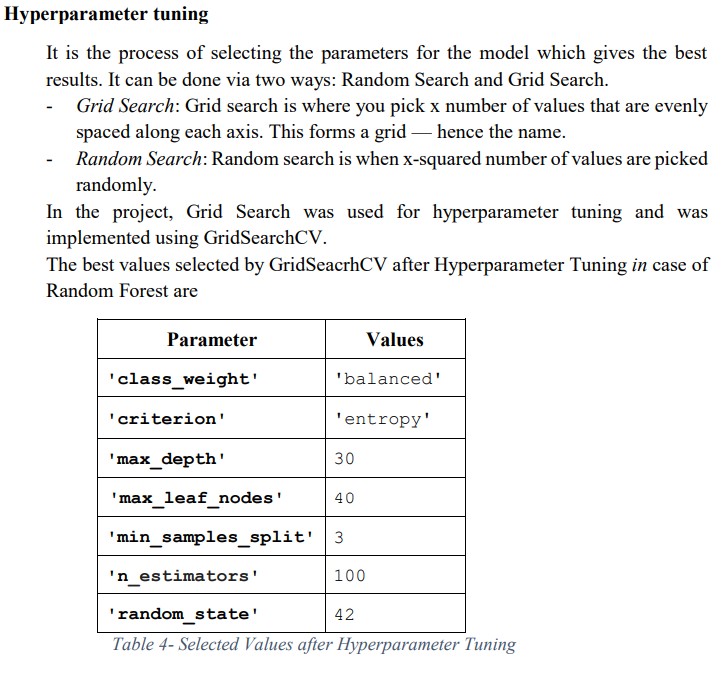 Hyperparameter tuning
It is the process of selecting the parameters for the model which gives the best
results. It can be done via two ways: Random Search and Grid Search.
- Grid Search: Grid search is where you pick x number of values that are evenly
spaced along each axis. This forms a grid — hence the name.
- Random Search: Random search is when x-squared number of values are picked
randomly.
In the project, Grid Search was used for hyperparameter tuning and was
implemented using GridSearchCV.
The best values selected by GridSeacrhCV after Hyperparameter Tuning in case of
Random Forest are
Parameter Values
'class_weight' 'balanced'
'criterion' 'entropy'
'max_depth' 30
'max_leaf_nodes' 40
'min_samples_split' 3
'n_estimators' 100
'random_state' 42
Table 4- Selected Values after Hyperparameter Tuning